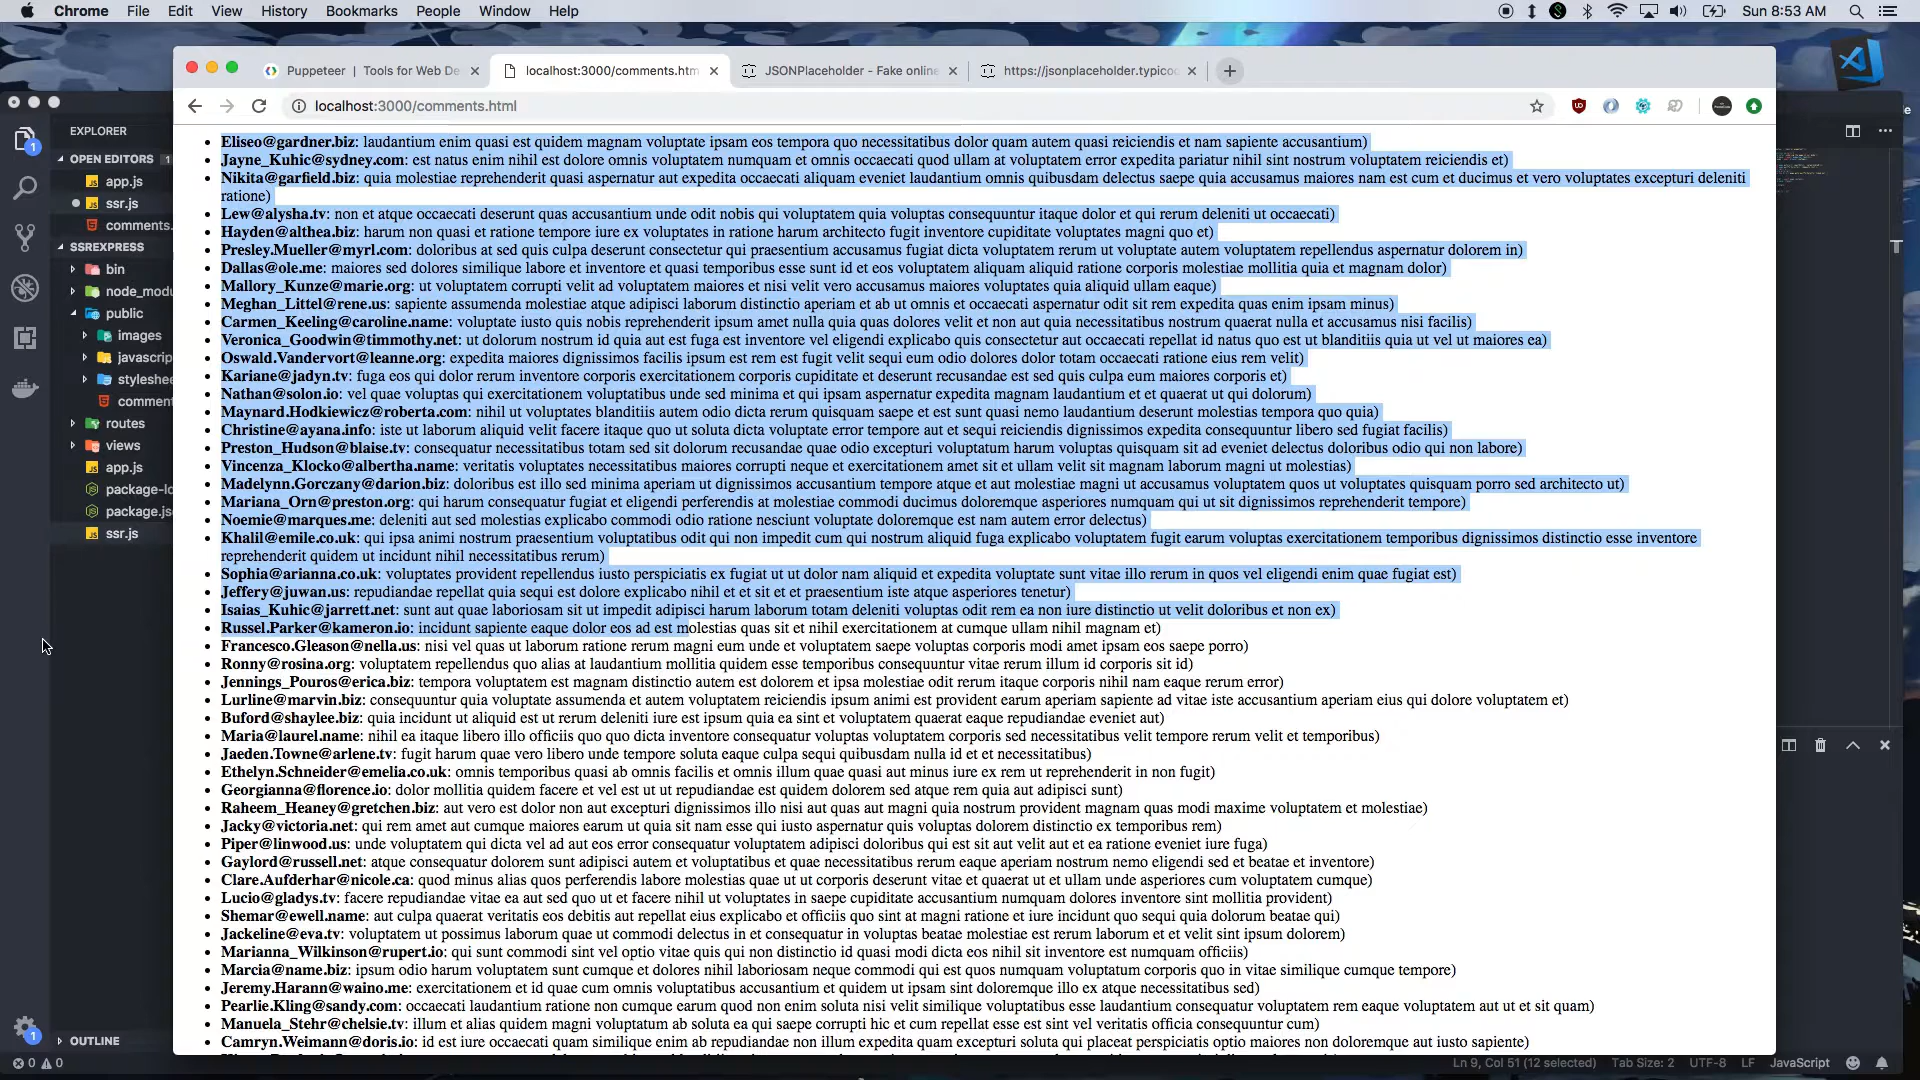 Chrome File Edit View History Bookmarks People Window Help
Sun 8:53 AM
Puppeteer | Tools for Web De
localhost:3000/comments.htm
JSONPlaceholder - Fake online
https://jsonplaceholder.typico
localhost:3000/comments.html
EXPLORER
OPEN EDITORS 1
app.js
ssr.js
comments.
SSREXPRESS
bin
node_modu
public
images
javascrip
styleshee
comment
routes
views
app.js
package-lo
package.js
ssr.js
OUTLINE
1
1
Eliseo@gardner.biz: laudantium enim quasi est quidem magnam voluptate ipsam eos tempora quo necessitatibus dolor quam autem quasi reiciendis et nam sapiente accusantium)
Jayne_Kuhic@sydney.com: est natus enim nihil est dolore omnis voluptatem numquam et omnis occaecati quod ullam at voluptatem error expedita pariatur nihil sint nostrum voluptatem reiciendis et)
Nikita@garfield.biz: quia molestiae reprehenderit quasi aspernatur aut expedita occaecati aliquam eveniet laudantium omnis quibusdam delectus saepe quia accusamus maiores nam est cum et ducimus et vero voluptates excepturi deleniti
ratione)
Lew@alysha.tv: non et atque occaecati deserunt quas accusantium unde odit nobis qui voluptatem quia voluptas consequuntur itaque dolor et qui rerum deleniti ut occaecati)
Hayden@althea.biz: harum non quasi et ratione tempore iure ex voluptates in ratione harum architecto fugit inventore cupiditate voluptates magni quo et)
Presley.Mueller@myrl.com: doloribus at sed quis culpa deserunt consectetur qui praesentium accusamus fugiat dicta voluptatem rerum ut voluptate autem voluptatem repellendus aspernatur dolorem in)
Dallas@ole.me: maiores sed dolores similique labore et inventore et quasi temporibus esse sunt id et eos voluptatem aliquam aliquid ratione corporis molestiae mollitia quia et magnam dolor)
Mallory_Kunze@marie.org: ut voluptatem corrupti velit ad voluptatem maiores et nisi velit vero accusamus maiores voluptates quia aliquid ullam eaque)
Meghan_Littel@rene.us: sapiente assumenda molestiae atque adipisci laborum distinctio aperiam et ab ut omnis et occaecati aspernatur odit sit rem expedita quas enim ipsam minus)
Carmen_Keeling@caroline.name: voluptate iusto quis nobis reprehenderit ipsum amet nulla quia quas dolores velit et non aut quia necessitatibus nostrum quaerat nulla et accusamus nisi facilis)
Veronica_Goodwin@timmothy.net: ut dolorum nostrum id quia aut est fuga est inventore vel eligendi explicabo quis consectetur aut occaecati repellat id natus quo est ut blanditiis quia ut vel ut maiores ea)
Oswald.Vandervort@leanne.org: expedita maiores dignissimos facilis ipsum est rem est fugit velit sequi eum odio dolores dolor totam occaecati ratione eius rem velit)
Kariane@jadyn.tv: fuga eos qui dolor rerum inventore corporis exercitationem corporis cupiditate et deserunt recusandae est sed quis culpa eum maiores corporis et)
Nathan@solon.io: vel quae voluptas qui exercitationem voluptatibus unde sed minima et qui ipsam aspernatur expedita magnam laudantium et et quaerat ut qui dolorum)
Maynard.Hodkiewicz@roberta.com: nihil ut voluptates blanditiis autem odio dicta rerum quisquam saepe et est sunt quasi nemo laudantium deserunt molestias tempora quo quia)
Christine@ayana.info: iste ut laborum aliquid velit facere itaque quo ut soluta dicta voluptate error tempore aut et sequi reiciendis dignissimos expedita consequuntur libero sed fugiat facilis)
Preston_Hudson@blaise.tv: consequatur necessitatibus totam sed sit dolorum recusandae quae odio excepturi voluptatum harum voluptas quisquam sit ad eveniet delectus doloribus odio qui non labore)
Vincenza_Klocko@albertha.name: veritatis voluptates necessitatibus maiores corrupti neque et exercitationem amet sit et ullam velit sit magnam laborum magni ut molestias)
Madelynn.Gorczany@darion.biz: doloribus est illo sed minima aperiam ut dignissimos accusantium tempore atque et aut molestiae magni ut accusamus voluptatem quos ut voluptates quisquam porro sed architecto ut)
Mariana_Orn@preston.org: qui harum consequatur fugiat et eligendi perferendis at molestiae commodi ducimus doloremque asperiores numquam qui ut sit dignissimos reprehenderit tempore)
Noemie@marques.me: deleniti aut sed molestias explicabo commodi odio ratione nesciunt voluptate doloremque est nam autem error delectus)
Khalil@emile.co.uk: qui ipsa animi nostrum praesentium voluptatibus odit qui non impedit cum qui nostrum aliquid fuga explicabo voluptatem fugit earum voluptas exercitationem temporibus dignissimos distinctio esse inventore
reprehenderit quidem ut incidunt nihil necessitatibus rerum)
Sophia@arianna.co.uk: voluptates provident repellendus iusto perspiciatis ex fugiat ut ut dolor nam aliquid et expedita voluptate sunt vitae illo rerum in quos vel eligendi enim quae fugiat est)
Jeffery@juwan.us: repudiandae repellat quia sequi est dolore explicabo nihil et et sit et et praesentium iste atque asperiores tenetur)
Isaias_Kuhic@jarrett.net: sunt aut quae laboriosam sit ut impedit adipisci harum laborum totam deleniti voluptas odit rem ea non iure distinctio ut velit doloribus et non ex)
Russel.Parker@kameron.io: incidunt sapiente eaque dolor eos ad est molestias quas sit et nihil exercitationem at cumque ullam nihil magnam et)
Francesco.Gleason@nella.us: nisi vel quas ut laborum ratione rerum magni eum unde et voluptatem saepe voluptas corporis modi amet ipsam eos saepe porro)
Ronny@rosina.org: voluptatem repellendus quo alias at laudantium mollitia quidem esse temporibus consequuntur vitae rerum illum id corporis sit id)
Jennings_Pouros@erica.biz: tempora voluptatem est magnam distinctio autem est dolorem et ipsa molestiae odit rerum itaque corporis nihil nam eaque rerum error)
Lurline@marvin.biz: consequuntur quia voluptate assumenda et autem voluptatem reiciendis ipsum animi est provident earum aperiam sapiente ad vitae iste accusantium aperiam eius qui dolore voluptatem et)
Buford@shaylee.biz: quia incidunt ut aliquid est ut rerum deleniti iure est ipsum quia ea sint et voluptatem quaerat eaque repudiandae eveniet aut)
Maria@laurel.name: nihil ea itaque libero illo officiis quo quo dicta inventore consequatur voluptas voluptatem corporis sed necessitatibus velit tempore rerum velit et temporibus)
Jaeden.Towne@arlene.tv: fugit harum quae vero libero unde tempore soluta eaque culpa sequi quibusdam nulla id et et necessitatibus)
Ethelyn.Schneider@emelia.co.uk: omnis temporibus quasi ab omnis facilis et omnis illum quae quasi aut minus iure ex rem ut reprehenderit in non fugit)
Georgianna@florence.io: dolor mollitia quidem facere et vel est ut ut repudiandae est quidem dolorem sed atque rem quia aut adipisci sunt)
Raheem_Heaney@gretchen.biz: aut vero est dolor non aut excepturi dignissimos illo nisi aut quas aut magni quia nostrum provident magnam quas modi maxime voluptatem et molestiae)
Jacky@victoria.net: qui rem amet aut cumque maiores earum ut quia sit nam esse qui iusto aspernatur quis voluptas dolorem distinctio ex temporibus rem)
Piper@linwood.us: unde voluptatem qui dicta vel ad aut eos error consequatur voluptatem adipisci doloribus qui est sit aut velit aut et ea ratione eveniet iure fuga)
Gaylord@russell.net: atque consequatur dolorem sunt adipisci autem et voluptatibus et quae necessitatibus rerum eaque aperiam nostrum nemo eligendi sed et beatae et inventore)
Clare.Aufderhar@nicole.ca: quod minus alias quos perferendis labore molestias quae ut ut corporis deserunt vitae et quaerat ut et ullam unde asperiores cum voluptatem cumque)
Lucio@gladys.tv: facere repudiandae vitae ea aut sed quo ut et facere nihil ut voluptates in saepe cupiditate accusantium numquam dolores inventore sint mollitia provident)
Shemar@ewell.name: aut culpa quaerat veritatis eos debitis aut repellat eius explicabo et officiis quo sint at magni ratione et iure incidunt quo sequi quia dolorum beatae qui)
Jackeline@eva.tv: voluptatem ut possimus laborum quae ut commodi delectus in et consequatur in voluptas beatae molestiae est rerum laborum et et velit sint ipsum dolorem)
Marianna_Wilkinson@rupert.io: qui sunt commodi sint vel optio vitae quis qui non distinctio id quasi modi dicta eos nihil sit inventore est numquam officiis)
Marcia@name.biz: ipsum odio harum voluptatem sunt cumque et dolores nihil laboriosam neque commodi qui est quos numquam voluptatum corporis quo in vitae similique cumque tempore)
Jeremy.Harann@waino.me: exercitationem et id quae cum omnis voluptatibus accusantium et quidem ut ipsam sint doloremque illo ex atque necessitatibus sed)
Pearlie.Kling@sandy.com: occaecati laudantium ratione non cumque earum quod non enim soluta nisi velit similique voluptatibus esse laudantium consequatur voluptatem rem eaque voluptatem aut ut et sit quam)
Manuela_Stehr@chelsie.tv: illum et alias quidem magni voluptatum ab soluta ea qui saepe corrupti hic et cum repellat esse est sint vel veritatis officia consequuntur cum)
Camryn.Weimann@doris.io: id est iure occaecati quam similique enim ab repudiandae non illum expedita quam excepturi soluta qui placeat perspiciatis optio maiores non doloremque aut iusto sapiente)
0 0
Ln 9, Col 51 (12 selected) Tab Size: 2 UTF-8 LF JavaScript